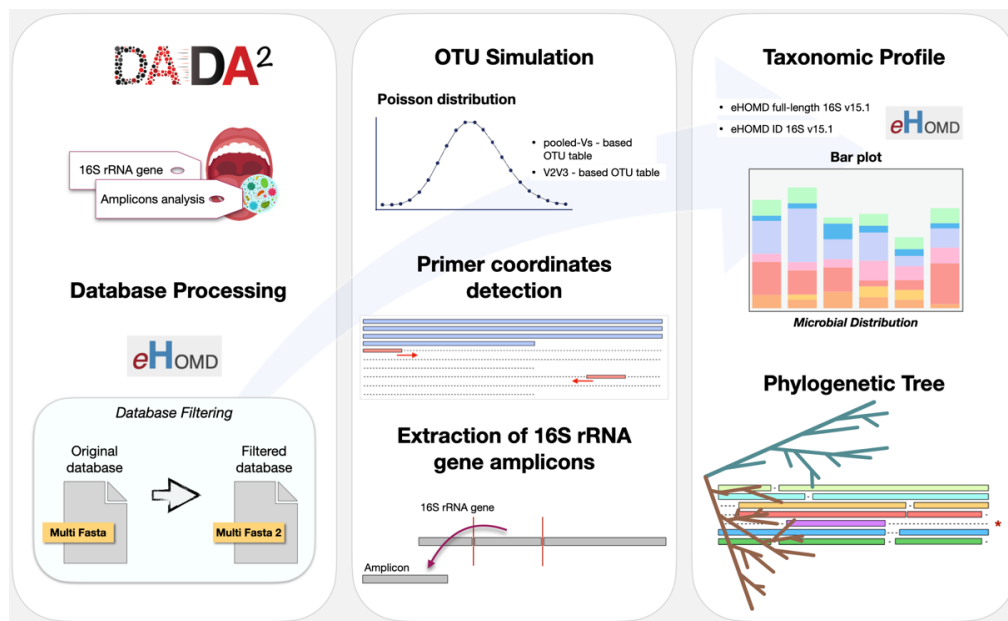 DADA2
16S rRNA gene
Amplicons analysis
Database Processing
eHOMD
Database Filtering
Original
database
Filtered
database
Multi Fasta
Multi Fasta 2
OTU Simulation
Poisson distribution
• pooled-Vs - based
OTU table
• V2V3 - based OTU table
Primer coordinates
detection
Extraction of 16S rRNA
gene amplicons
16S rRNA gene
Amplicon
Taxonomic Profile
• eHOMD full-length 16S v15.1
• eHOMD ID 16S v15.1
eHOMD
Bar plot
Microbial Distribution
Phylogenetic Tree
*